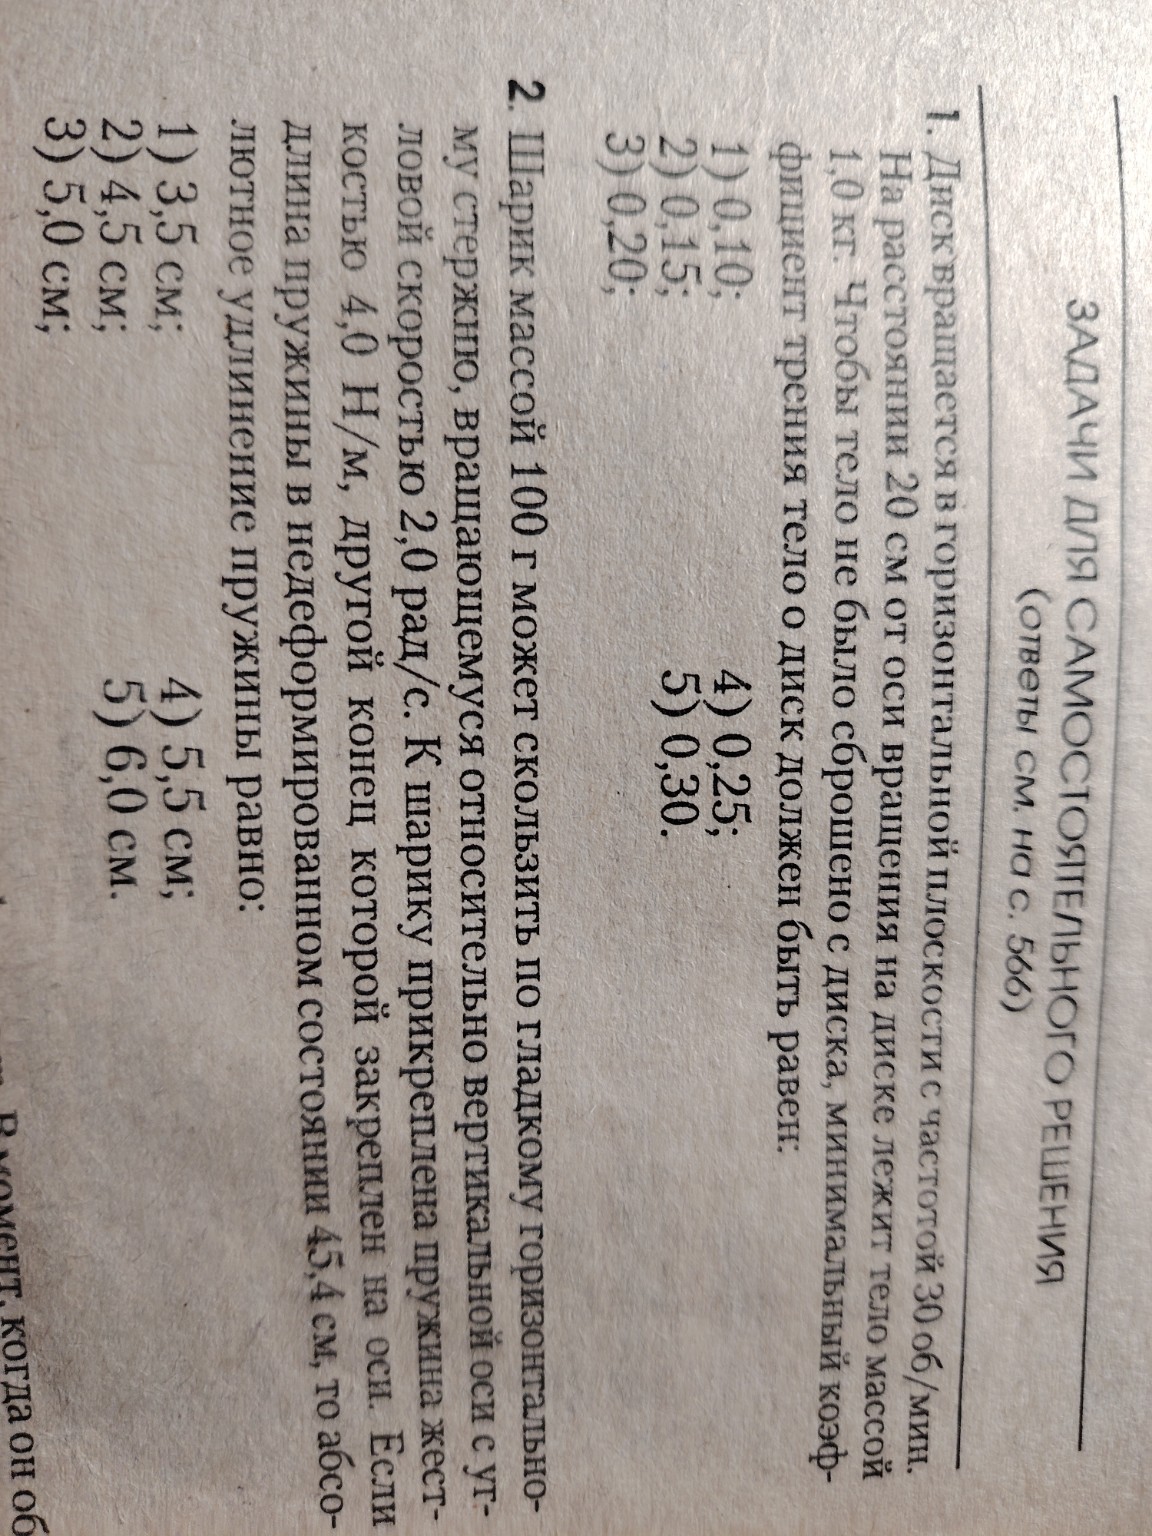 ЗАДАЧИ ДЛЯ САМОСТОЯТЕЛЬНОГО РЕШЕНИЯ
(ответы см. на с. 566)
1. Диск вращается в горизонтальной плоскости с частотой 30 об/мин.
На расстоянии 20 см от оси вращения на диске лежит тело массой
1,0 кг. Чтобы тело не было сброшено с диска, минимальный коэф-
фициент трения тело о диск должен быть равен:
1) 0,10; 4) 0,25;
2) 0,15; 5) 0,30.
3) 0,20;
2. Шарик массой 100 г может скользить по гладкому горизонтально-
му стержню, вращающемуся относительно вертикальной оси с уг-
ловой скоростью 2,0 рад/с. К шарику прикреплена пружина жест-
костью 4,0 Н/м, другой конец которой закреплен на оси. Если
длина пружины в недеформированном состоянии 45,4 см, то абсо-
лютное удлинение пружины равно:
1) 3,5 см; 4) 5,5 см;
2) 4,5 см; 5) 6,0 см.
3) 5,0 см;
В момент, когда он об